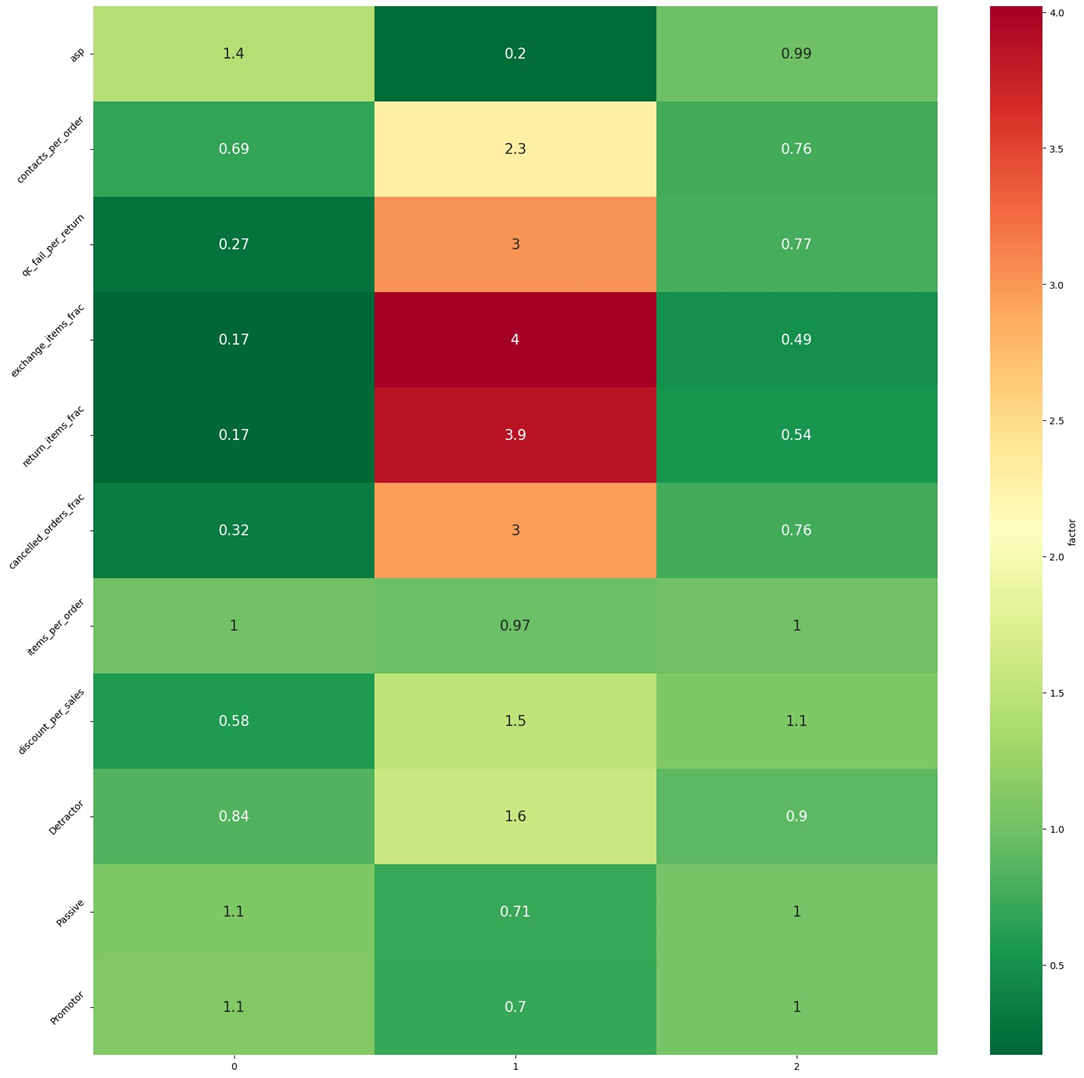 asp 1.4 0.2 0.99
contacts_per_order 0.69 2.3 0.76
qc_fail_per_return 0.27 3 0.77
exchange_items_frac 0.17 4 0.49
return_items_frac 0.17 3.9 0.54
cancelled_orders_frac 0.32 3 0.76
items_per_order 1 0.97 1
discount_per_sales 0.58 1.5 1.1
Detractor 0.84 1.6 0.9
Passive 1.1 0.71 1
Promotor 1.1 0.7 1
0 1 2
4.0
3.5
3.0
2.5
2.0
1.5
1.0
0.5
factor